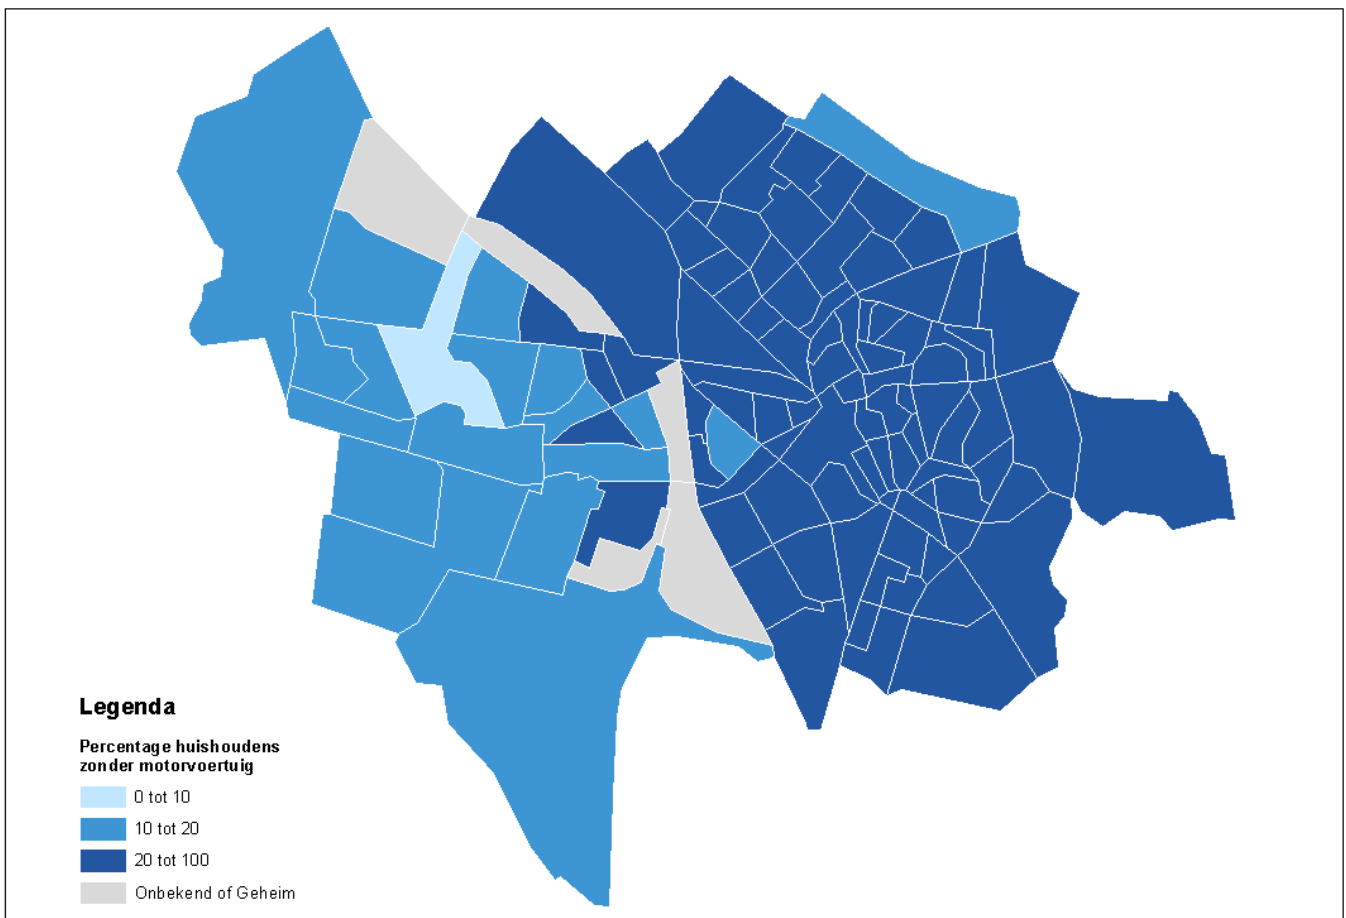 Legenda
Percentage huishoudens
zonder motorvoertuig
0 tot 10
10 tot 20
20 tot 100
Onbekend of Geheim